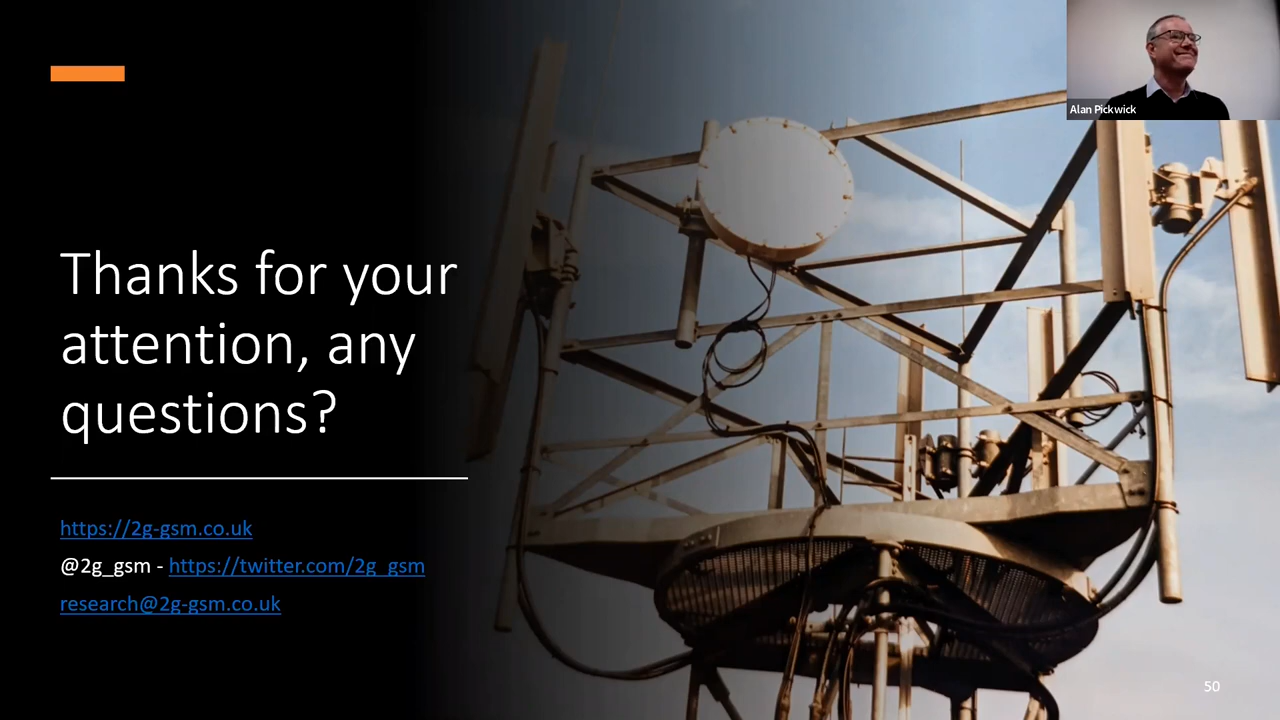 Alan Pickwick
Thanks for your
attention, any
questions?
https://2g-gsm.co.uk
@2g_gsm - https://twitter.com/2g_gsm
research@2g-gsm.co.uk
50